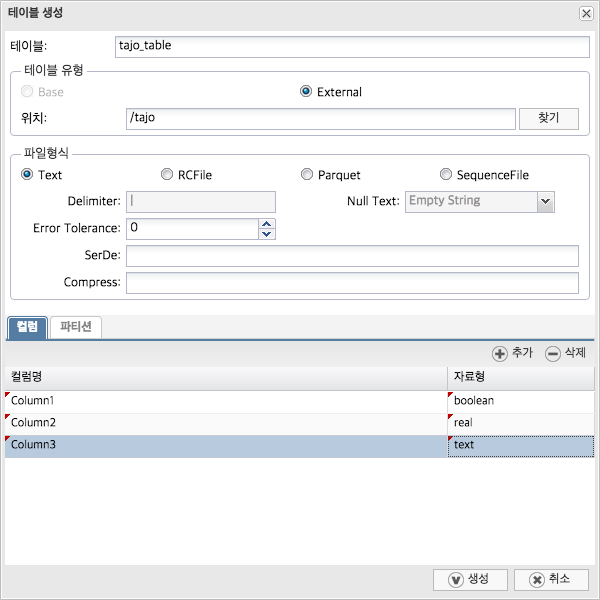 테이블 생성
테이블: tajo_table
테이블 유형
Base External
위치: /tajo 찾기
파일형식
Text RCFile Parquet SequenceFile
Delimiter: | Null Text: Empty String
Error Tolerance: 0
SerDe:
Compress:
컬럼 파티션
추가 삭제
컬럼명 자료형
Column1 boolean
Column2 real
Column3 text
생성 취소